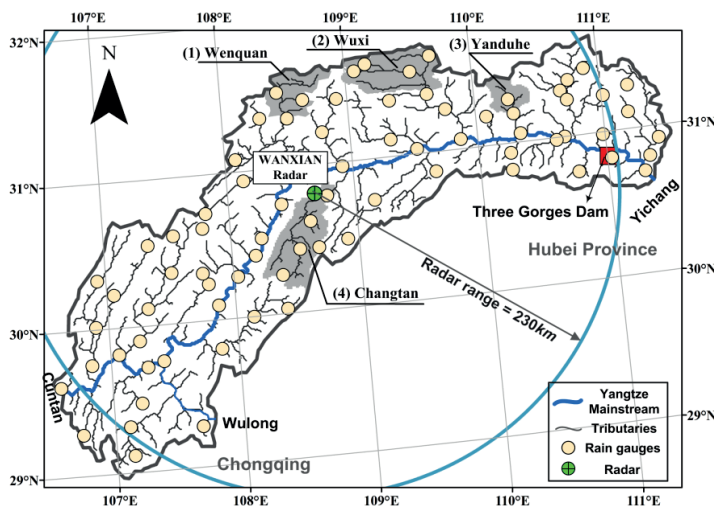 107°E 108°E 109°E 110°E 111°E
32°N
(2) Wuxi
(1) Wenquan
(3) Yanduhe
N
31°N
WANXIAN
Radar
31°N
Three Gorges Dam
Yichang
Hubei Province
Radar range = 230km
30°N
(4) Changtan
30°N
Cuntan
Wulong
Chongqing
29°N
29°N
Yangtze
Mainstream
Tributaries
Rain gauges
Radar
107°E 108°E 109°E 110°E 111°E